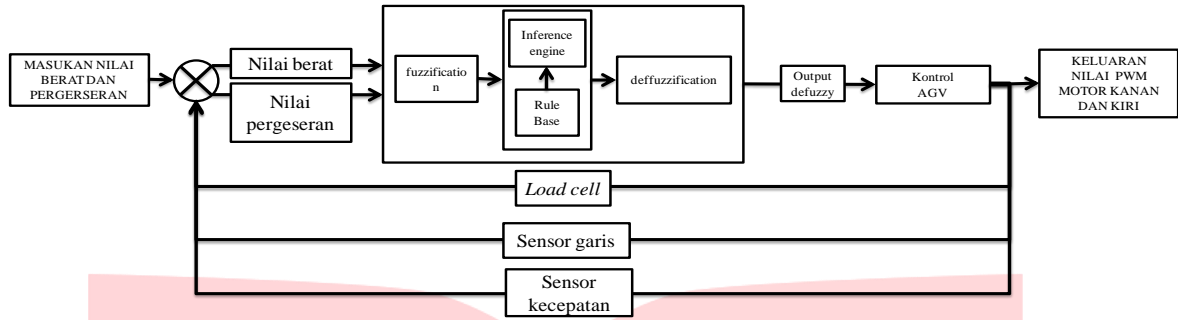 MASUKAN NILAI
BERAT DAN
PERGERSERAN
Nilai berat
Nilai
pergeseran
fuzzificatio
n
Inference
engine
Rule
Base
deffuzzification
Output
defuzzy
Kontrol
AGV
KELUARAN
NILAI PWM
MOTOR KANAN
DAN KIRI
Load cell
Sensor garis
Sensor
kecepatan